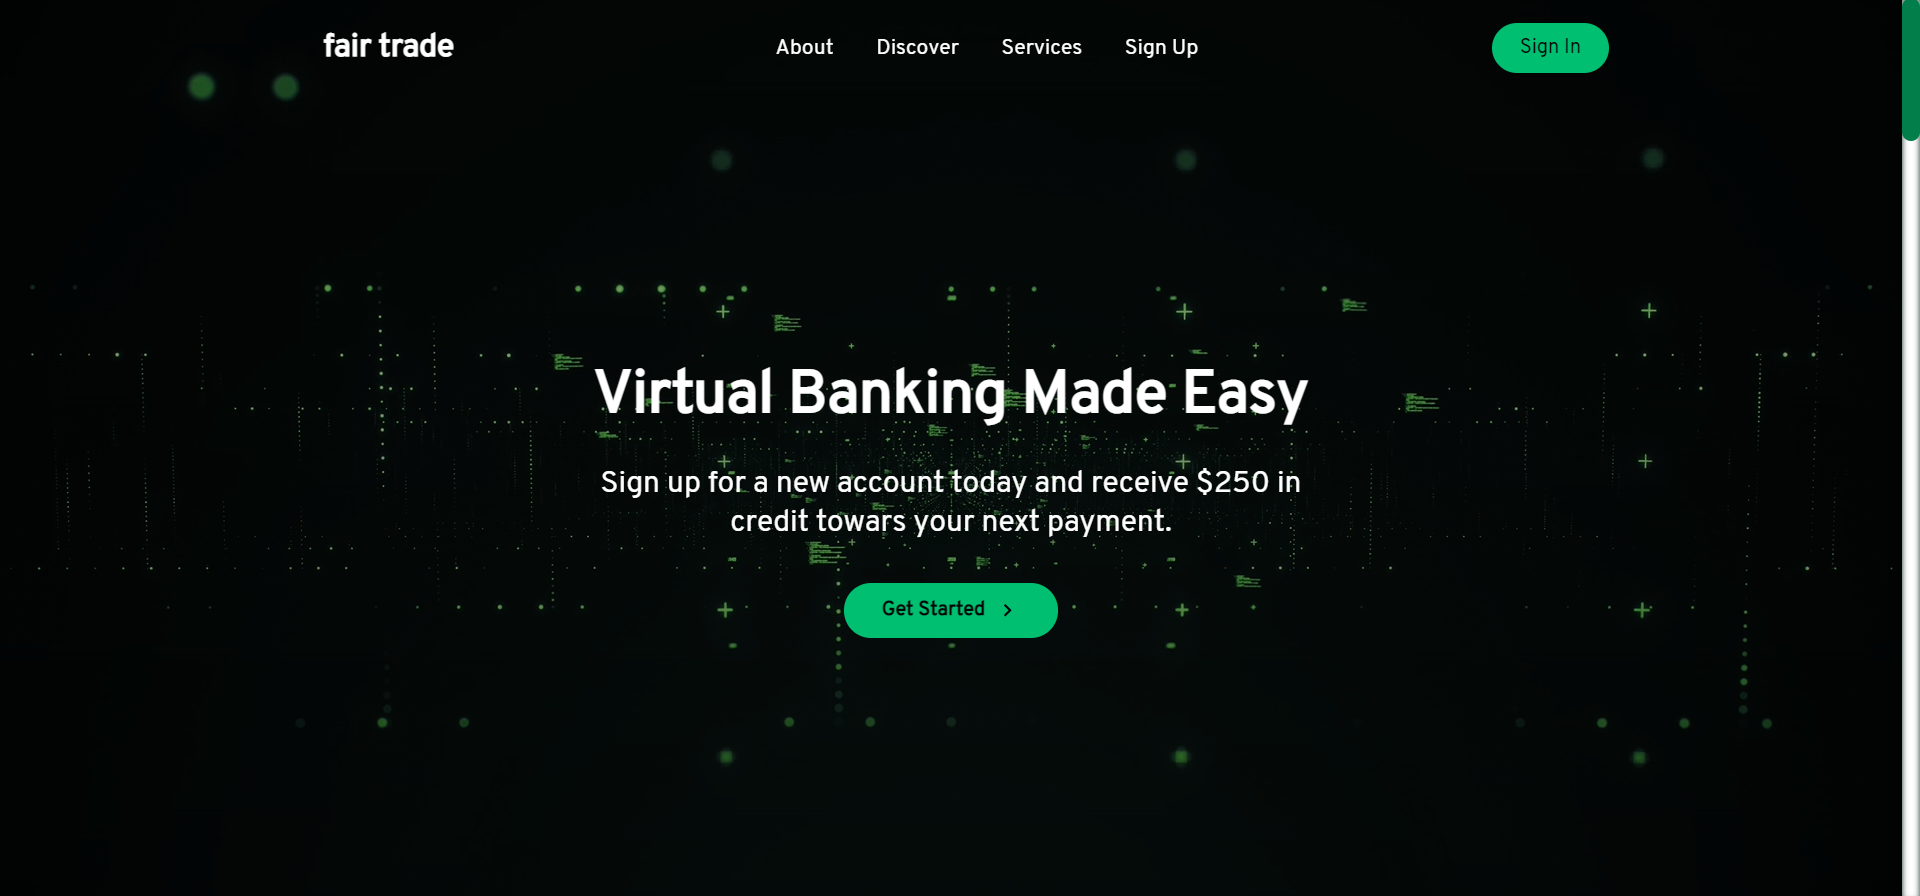 fair trade
About
Discover
Services
Sign Up
Sign In
Virtual Banking Made Easy
Sign up for a new account today and receive $250 in
credit towars your next payment.
Get Started